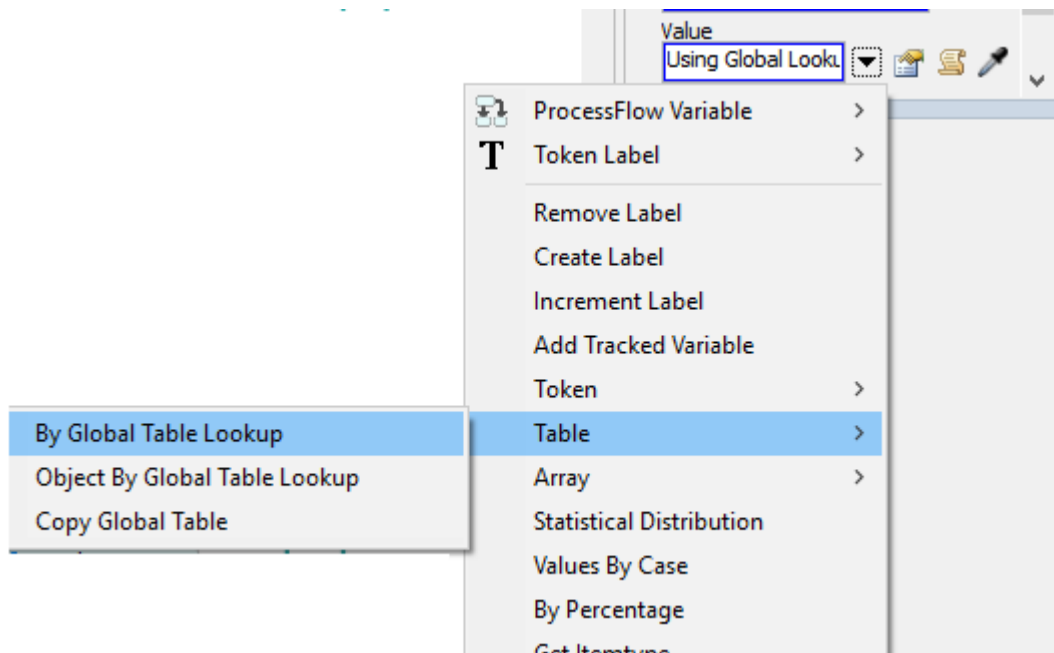 Value
Using Global Looku
ProcessFlow Variable
T Token Label
Remove Label
Create Label
Increment Label
Add Tracked Variable
Token
Table
By Global Table Lookup
Object By Global Table Lookup
Copy Global Table
Array
Statistical Distribution
Values By Case
By Percentage
Get Itemtype